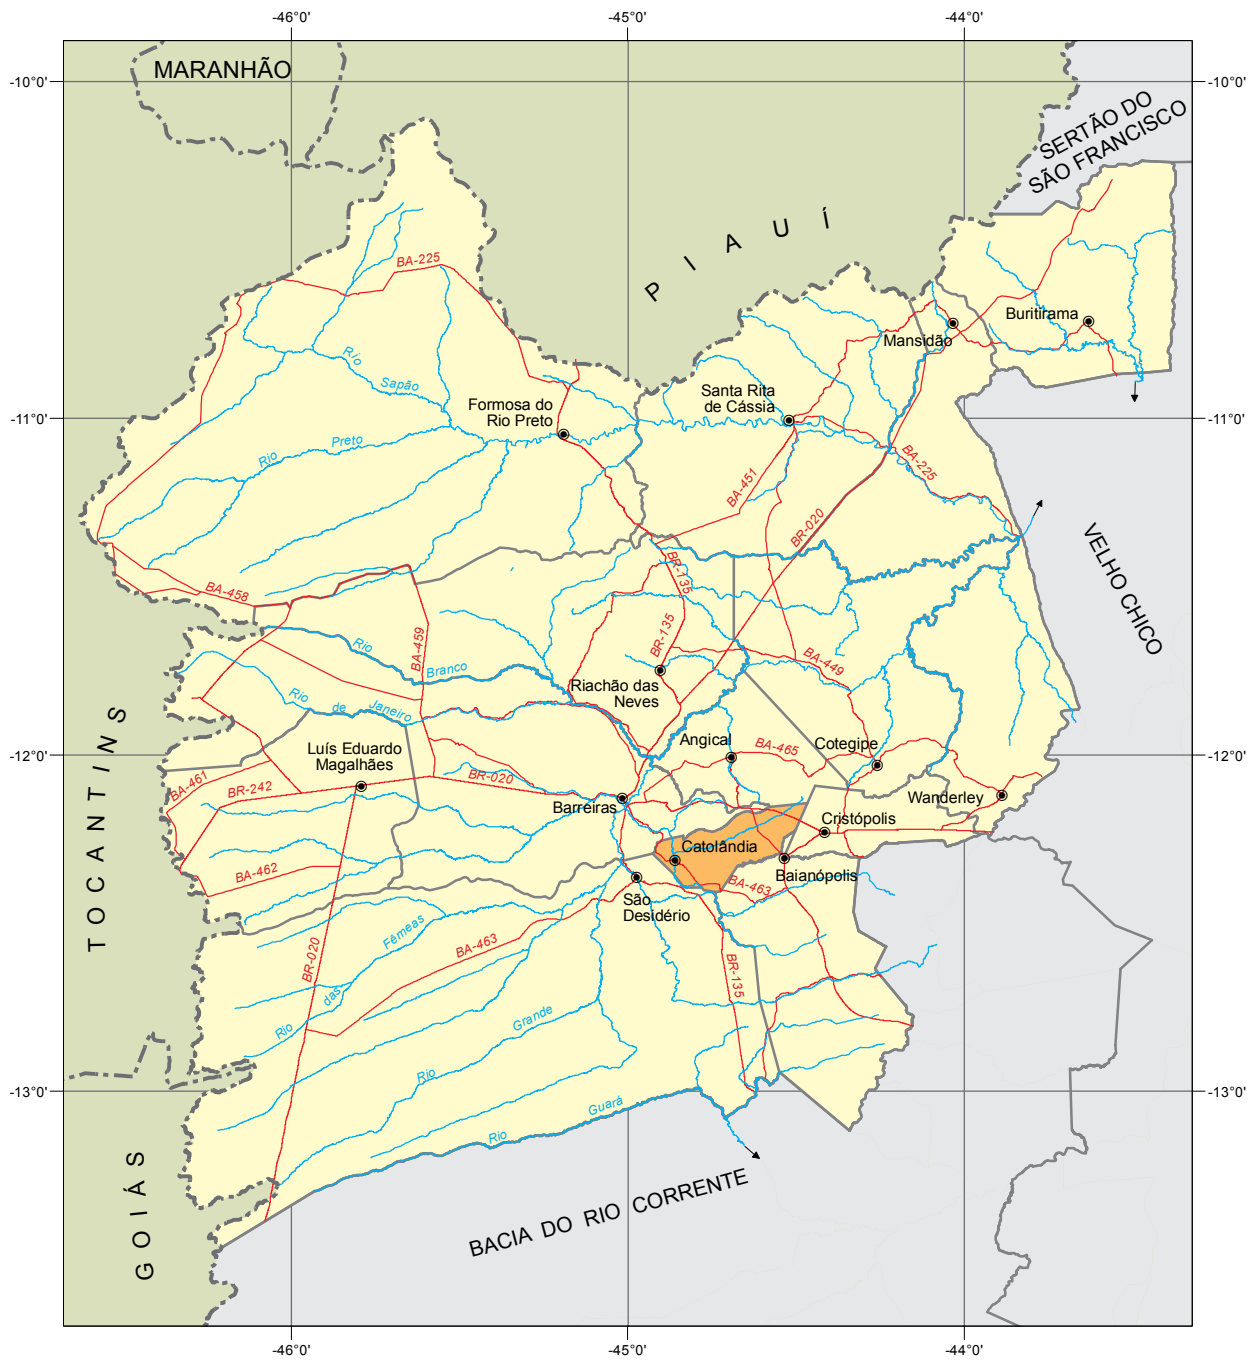 -46°0'
-45°0'
-44°0'
-10°0'
-10°0'
MARANHÃO
SERTÃO DO
SÃO FRANCISCO
PIAUÍ
BA-225
Buritirama
Mansidão
Rio
Sapão
Santa Rita
de Cássia
Formosa do
Rio Preto
-11°0'
-11°0'
Rio
Preto
BA-225
BA-451
BR-020
VELHO CHICO
BR-135
BA-458
BA-459
BR-135
Rio
Branco
BA-449
Riachão das
Neves
Rio
de
Janeiro
TOCANTINS
Angical
BA-465
Cotegipe
Luís Eduardo
Magalhães
-12°0'
-12°0'
BA-461
BR-242
BR-020
Barreiras
Wanderley
Cristópolis
Catolândia
BA-462
Baianópolis
BA-463
São
Desidério
Fêmeas
BA-463
BR-020
BR-135
das
Rio
Grande
Rio
-13°0'
-13°0'
Guará
Rio
GOIÁS
BACIA DO RIO CORRENTE
-46°0'
-45°0'
-44°0'